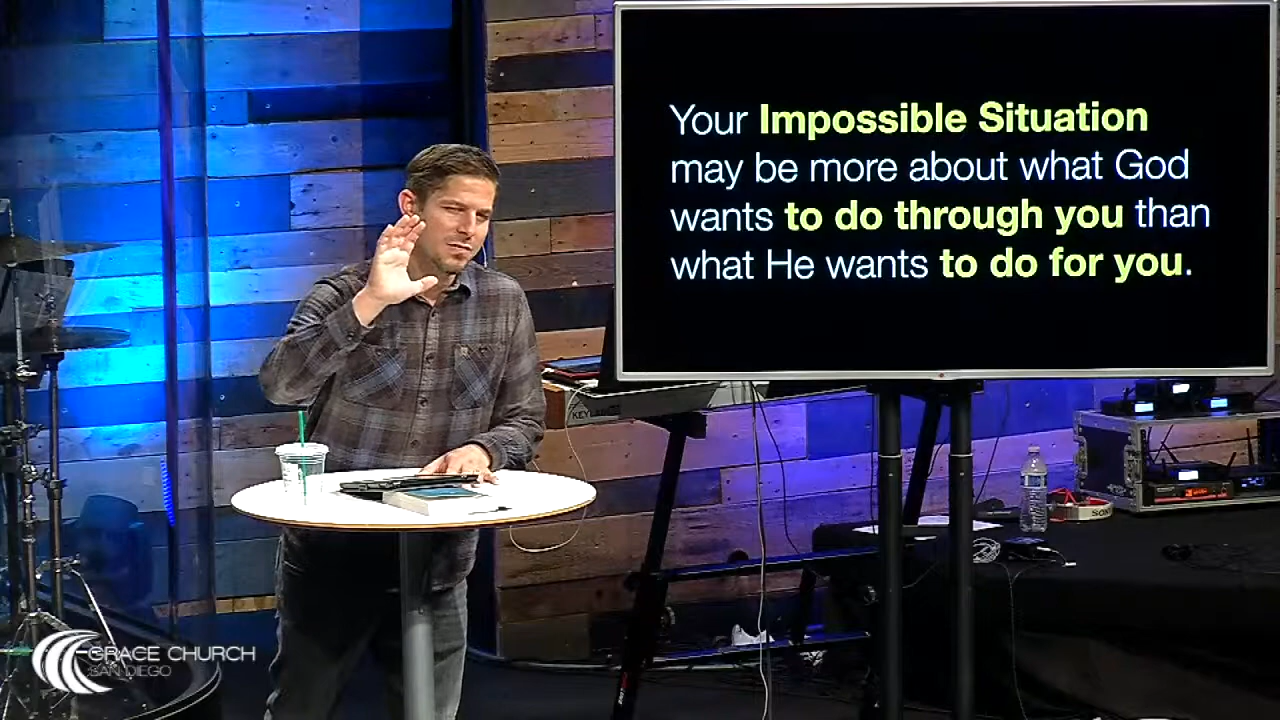 Your Impossible Situation
may be more about what God
wants to do through you than
what He wants to do for you.
GRACE CHURCH
SAN DIEGO
SONY